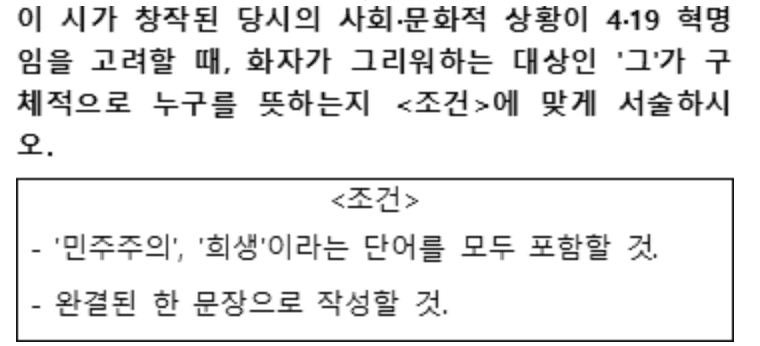 이 시가 창작된 당시의 사회·문화적 상황이 4·19 혁명
임을 고려할 때, 화자가 그리워하는 대상인 '그'가 구
체적으로 누구를 뜻하는지 <조건>에 맞게 서술하시
오.
<조건>
- '민주주의', '희생'이라는 단어를 모두 포함할 것.
- 완결된 한 문장으로 작성할 것.